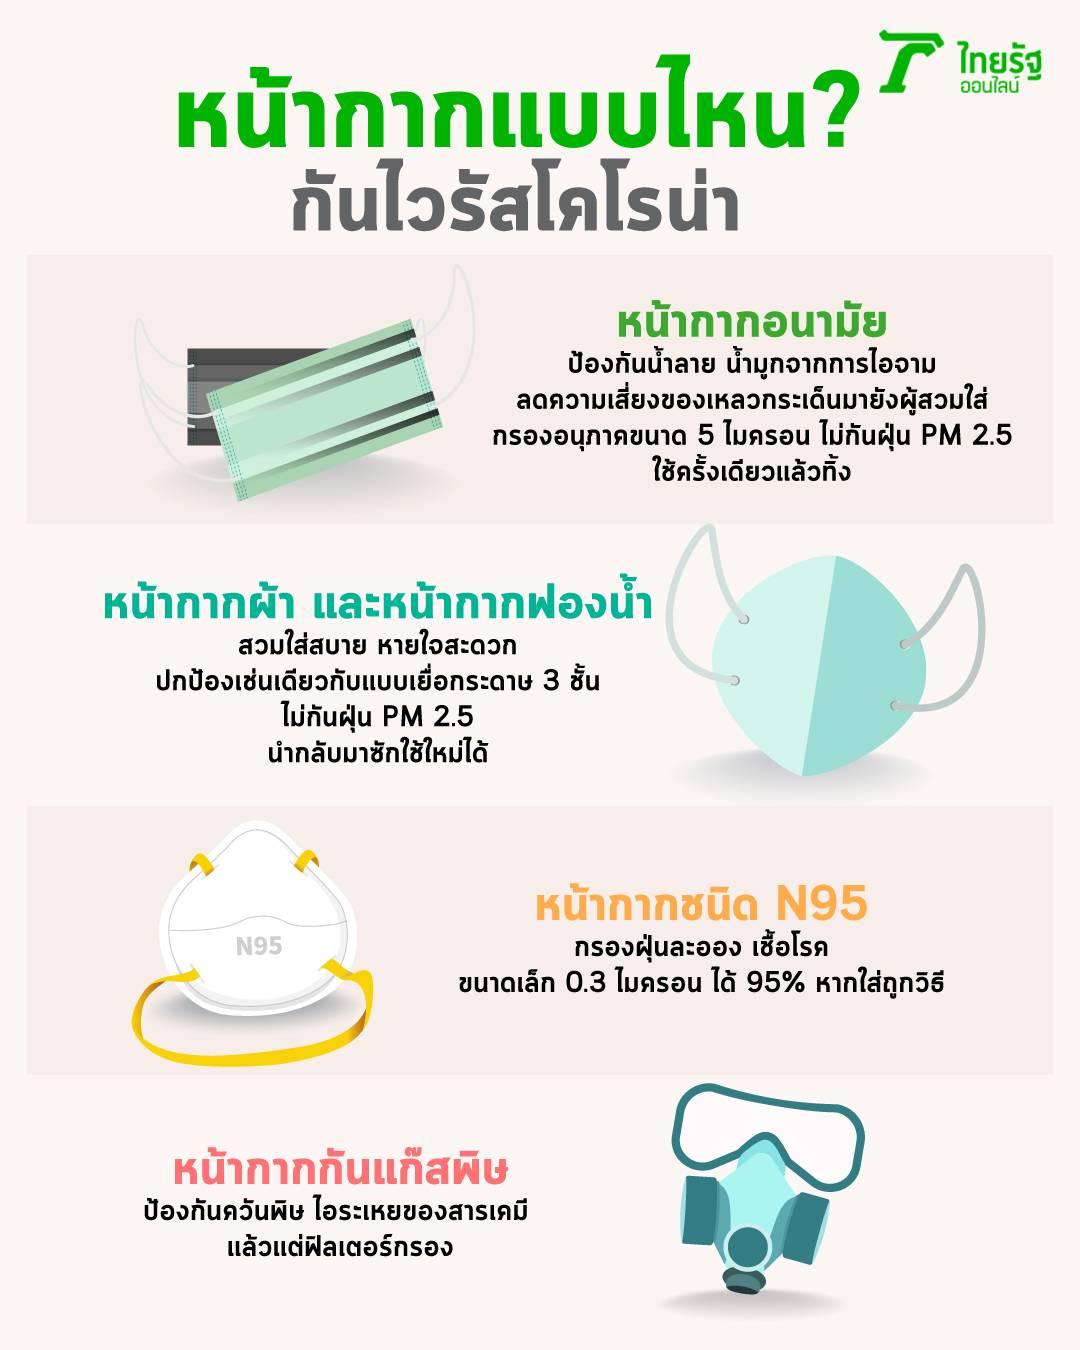 ไทยรัฐ
ออนไลน์
หน้ากากแบบไหน?
กันไวรัสโคโรน่า
หน้ากากอนามัย
ป้องกันน้ำลาย น้ำมูกจากการไอจาม
ลดความเสี่ยงของเหลวกระเด็นมายังผู้สวมใส่
กรองอนุภาคขนาด 5 ไมครอน ไม่กันฝุ่น PM 2.5
ใช้ครั้งเดียวแล้วทิ้ง
หน้ากากผ้า และหน้ากากฟองน้ำ
สวมใส่สบาย หายใจสะดวก
ปกป้องเช่นเดียวกับแบบเยื่อกระดาษ 3 ชั้น
ไม่กันฝุ่น PM 2.5
นำกลับมาซักใช้ใหม่ได้
N95
หน้ากากชนิด N95
กรองฝุ่นละออง เชื้อโรค
ขนาดเล็ก 0.3 ไมครอน ได้ 95% หากใส่ถูกวิธี
หน้ากากกันแก๊สพิษ
ป้องกันควันพิษ ไอระเหยของสารเคมี
แล้วแต่ฟิลเตอร์กรอง